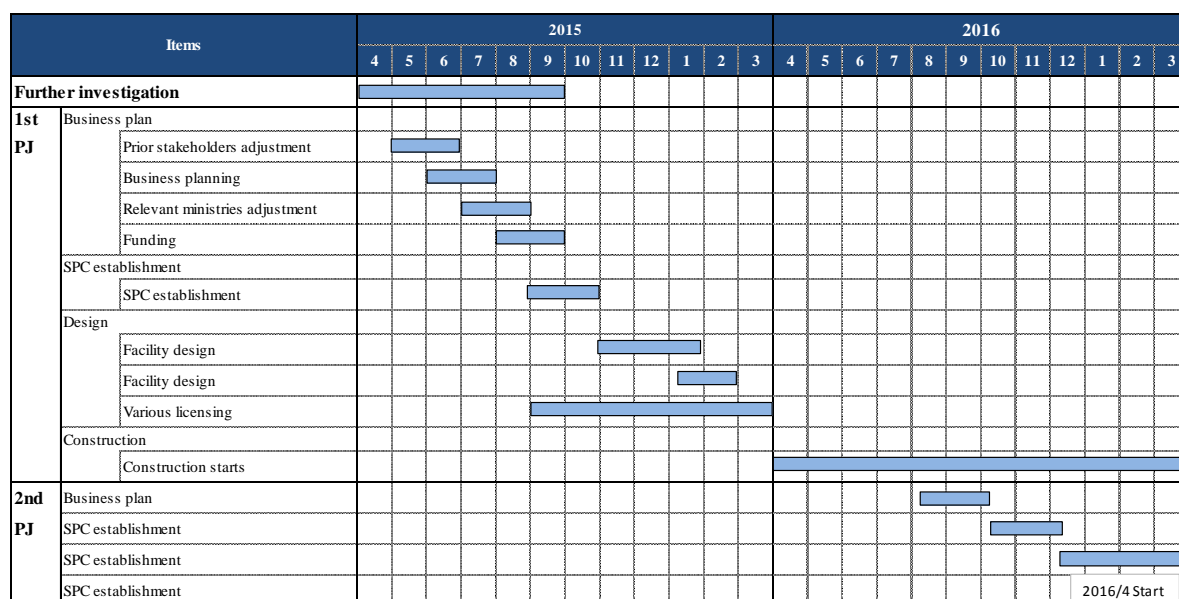 Items
2015
2016
4 5 6 7 8 9 10 11 12 1 2 3 4 5 6 7 8 9 10 11 12 1 2 3
Further investigation
1st Business plan
PJ Prior stakeholders adjustment
Business planning
Relevant ministries adjustment
Funding
SPC establishment
SPC establishment
Design
Facility design
Facility design
Various licensing
Construction
Construction starts
2nd Business plan
PJ SPC establishment
SPC establishment
SPC establishment 2016/4 Start